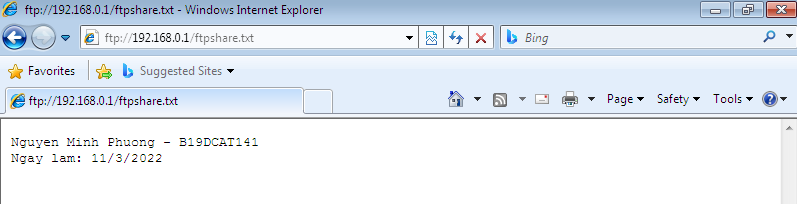 ftp://192.168.0.1/ftpshare.txt - Windows Internet Explorer
ftp://192.168.0.1/ftpshare.txt
Bing
Favorites
Suggested Sites
ftp://192.168.0.1/ftpshare.txt
Page
Safety
Tools
Nguyen Minh Phuong - B19DCAT141
Ngay lam: 11/3/2022